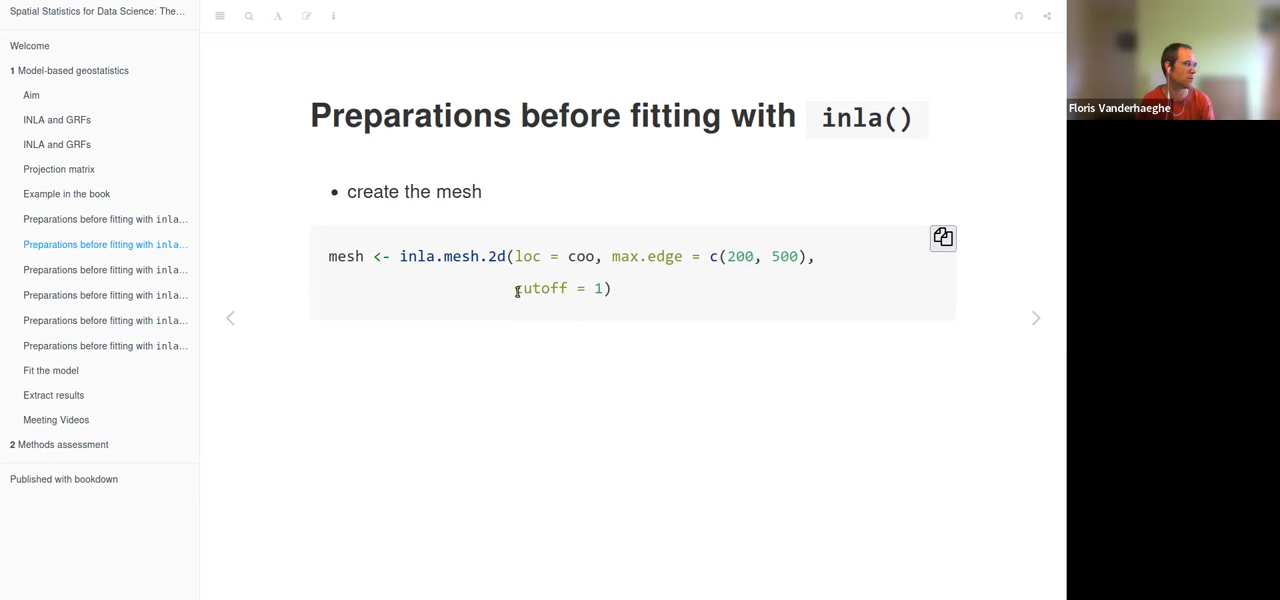 Spatial Statistics for Data Science: The...
Welcome
1 Model-based geostatistics
Aim
INLA and GRFs
INLA and GRFs
Projection matrix
Example in the book
Preparations before fitting with inla...
Preparations before fitting with inla...
Preparations before fitting with inla...
Preparations before fitting with inla...
Preparations before fitting with inla...
Preparations before fitting with inla...
Fit the model
Extract results
Meeting Videos
2 Methods assessment
Published with bookdown
Preparations before fitting with inla()
• create the mesh
mesh <- inla.mesh.2d(loc = coo, max.edge = c(200, 500),
cutoff = 1)
Floris Vanderhaeghe